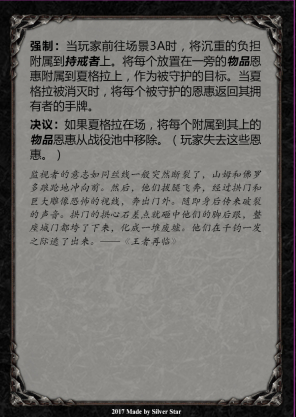 强制：当玩家前往场景3A时，将沉重的负担
附属到持戒者上。将每个放置在一旁的物品恩
惠附属到夏格拉上，作为被守护的目标。当夏
格拉被消灭时，将每个被守护的恩惠返回其拥
有者的手牌。
决议：如果夏格拉在场，将每个附属到其上的
物品恩惠从战役池中移除。（玩家失去这些恩
惠。）
监视者的意志如同丝线一般突然断裂了，山姆和佛罗
多踉跄地冲向前。然后，他们拔腿飞奔，经过拱门和
巨大雕像恐怖的视线，奔出门外。随即身后传来破裂
的声音。拱门的拱心石差点就砸中他们的脚后跟，整
座城门都垮了下来，化成一堆废墟。他们在千钧一发
之际逃了出来。——《王者再临》
2017 Made by Silver Star